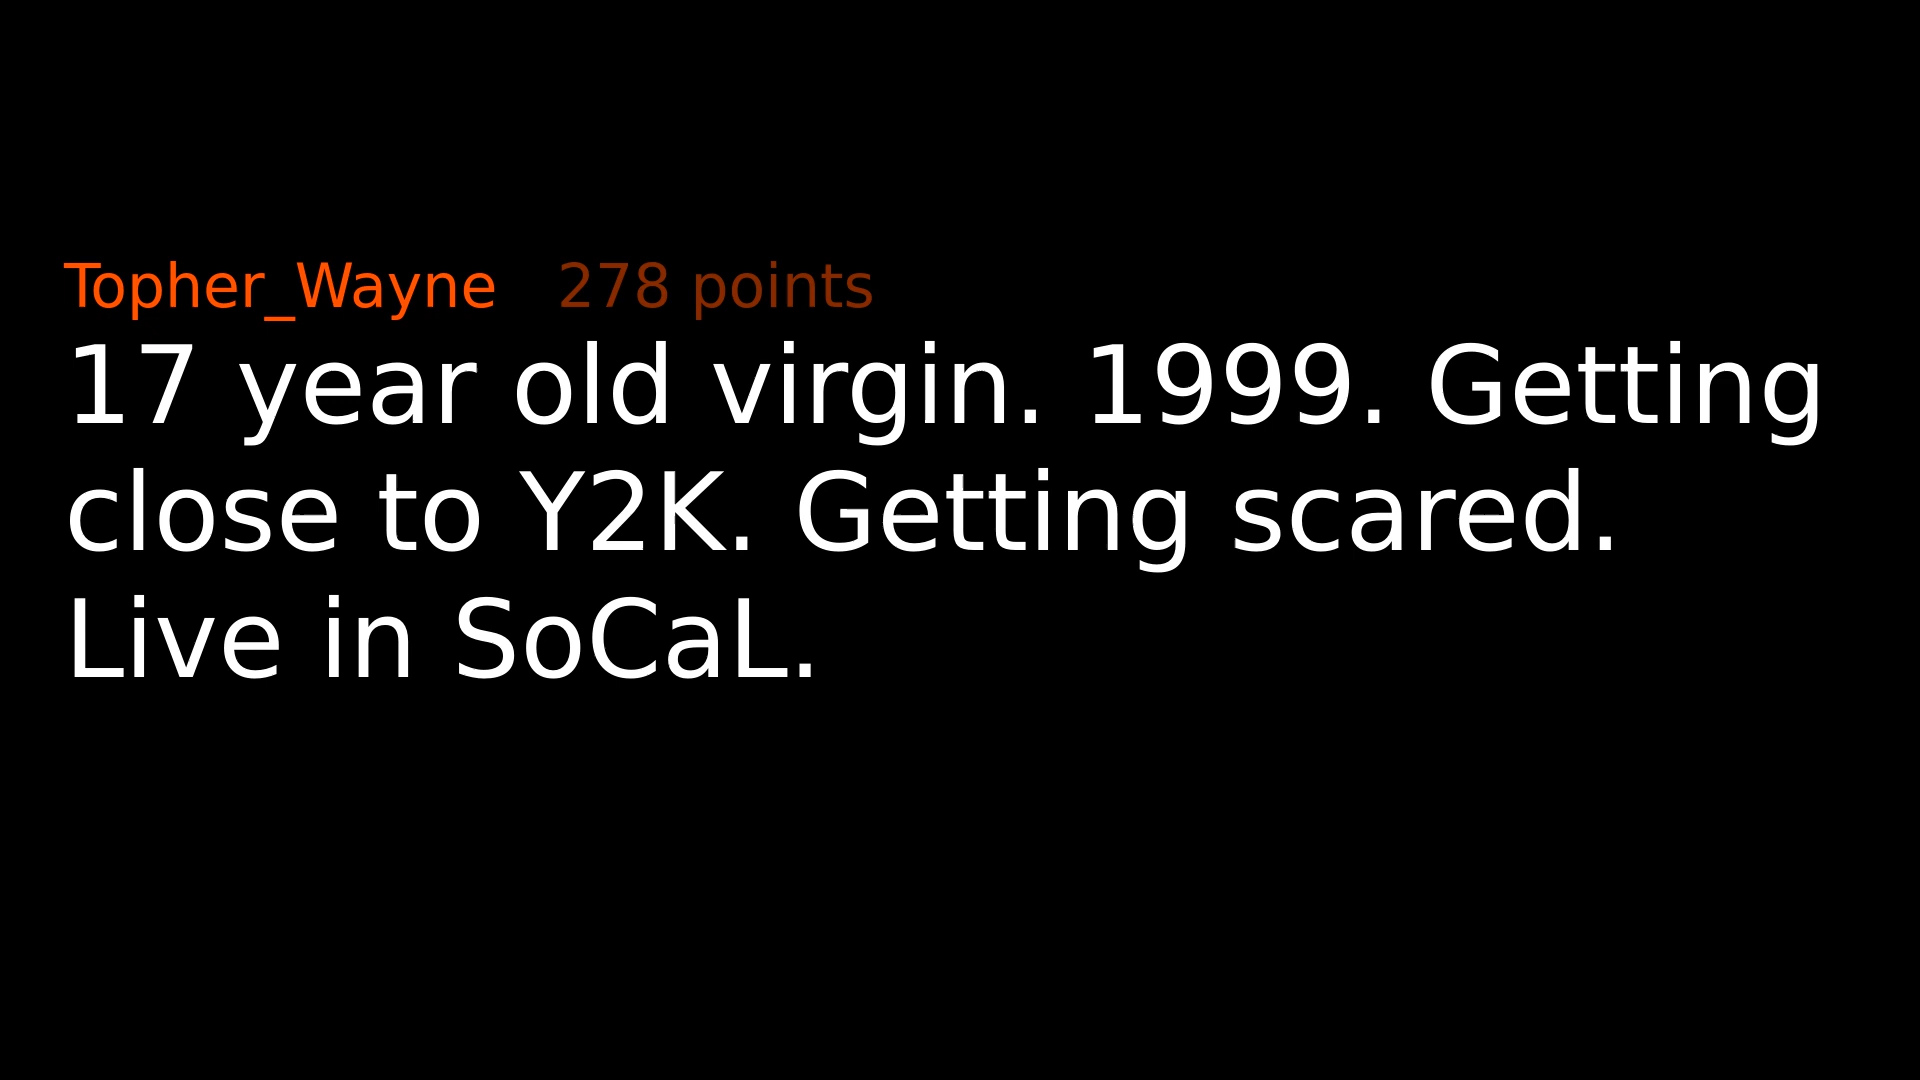 Topher_Wayne 278 points
17 year old virgin. 1999. Getting
close to Y2K. Getting scared.
Live in SoCaL.